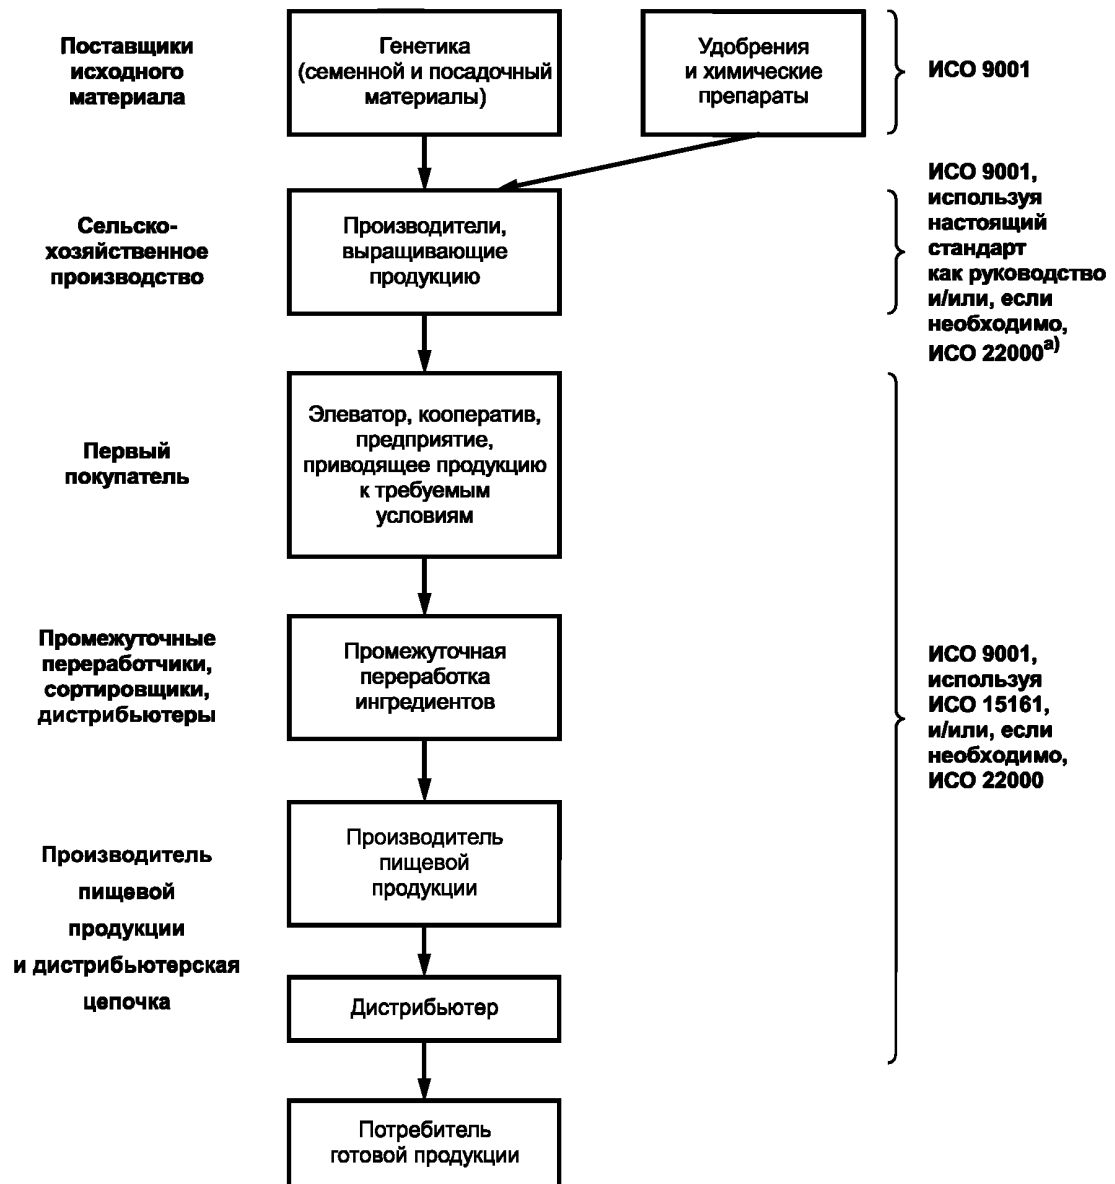 Поставщики
исходного
материала
Генетика
(семенной и посадочный
материалы)
Удобрения
и химические
препараты
ИСО 9001
Сельско-
хозяйственное
производство
Производители,
выращивающие
продукцию
ИСО 9001,
используя
настоящий
стандарт
как руководство
и/или, если
необходимо,
ИСО 22000а)
Первый
покупатель
Элеватор, кооператив,
предприятие,
приводящее продукцию
к требуемым
условиям
Промежуточные
переработчики,
сортировщики,
дистрибьютеры
Промежуточная
переработка
ингредиентов
ИСО 9001,
используя
ИСО 15161,
и/или, если
необходимо,
ИСО 22000
Производитель
пищевой
продукции
и дистрибьютерская
цепочка
Производитель
пищевой
продукции
Дистрибьютер
Потребитель
готовой продукции